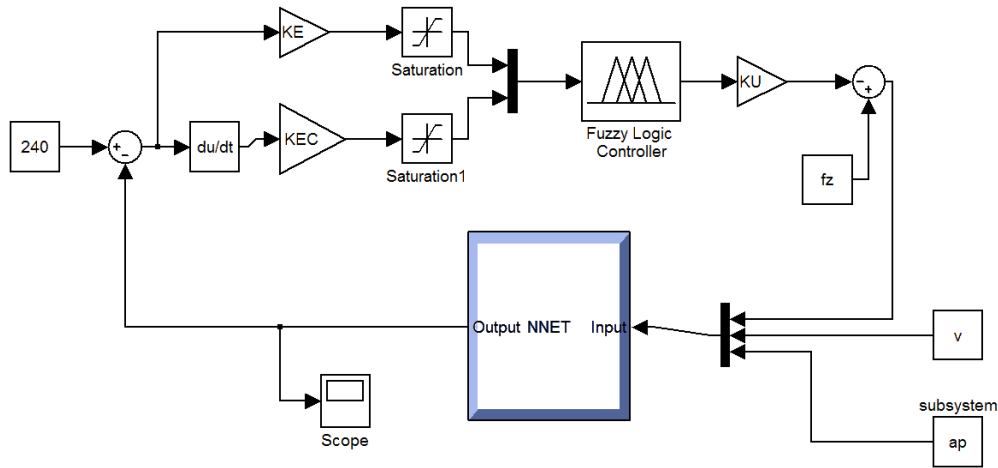 KE
Saturation
240
+
−
du/dt
KEC
Saturation1
Fuzzy Logic
Controller
KU
−
+
fz
Output NNET Input
v
subsystem
ap
Scope